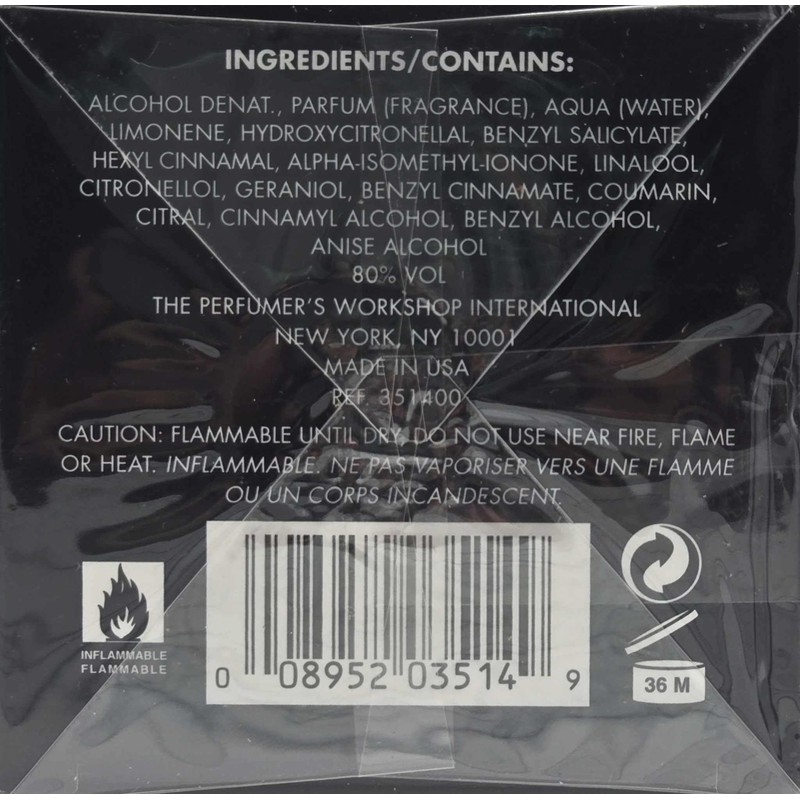 INGREDIENTS/CONTAINS:
ALCOHOL DENAT., PARFUM (FRAGRANCE), AQUA (WATER),
LIMONENE, HYDROXYCITRONELLAL, BENZYL SALICYLATE,
HEXYL CINNAMAL, ALPHA-ISOMETHYL-IONONE, LINALOOL,
CITRONELLOL, GERANIOL, BENZYL CINNAMATE, COUMARIN,
CITRAL, CINNAMYL ALCOHOL, BENZYL ALCOHOL,
ANISE ALCOHOL
80% VOL
THE PERFUMER'S WORKSHOP INTERNATIONAL
NEW YORK, NY 10001
MADE IN USA
REF. 351400
CAUTION: FLAMMABLE UNTIL DRY, DO NOT USE NEAR FIRE, FLAME
OR HEAT. INFLAMMABLE. NE PAS VAPORISER VERS UNE FLAMME
OU UN CORPS INCANDESCENT.
INFLAMMABLE
FLAMMABLE
0 08952 03514 9
36 M